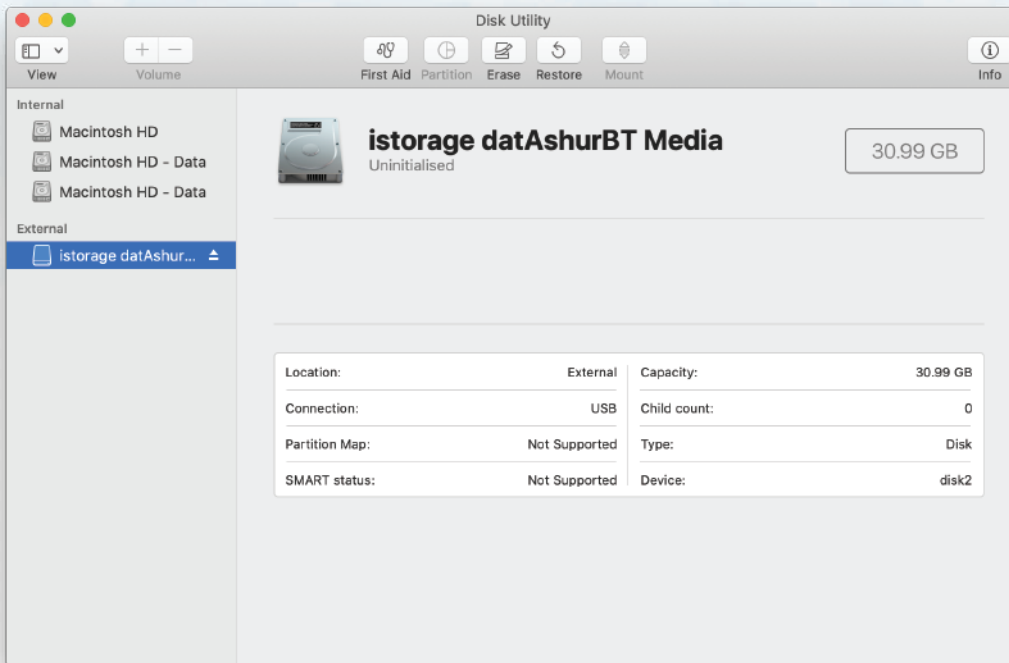 Disk Utility
View
Volume
First Aid Partition Erase Restore Mount
Info
Internal
Macintosh HD
Macintosh HD - Data
Macintosh HD - Data
External
istorage datAshur...
istorage datAshurBT Media
Uninitialised
30.99 GB
Location: External
Capacity: 30.99 GB
Connection: USB
Child count: 0
Partition Map: Not Supported
Type: Disk
SMART status: Not Supported
Device: disk2